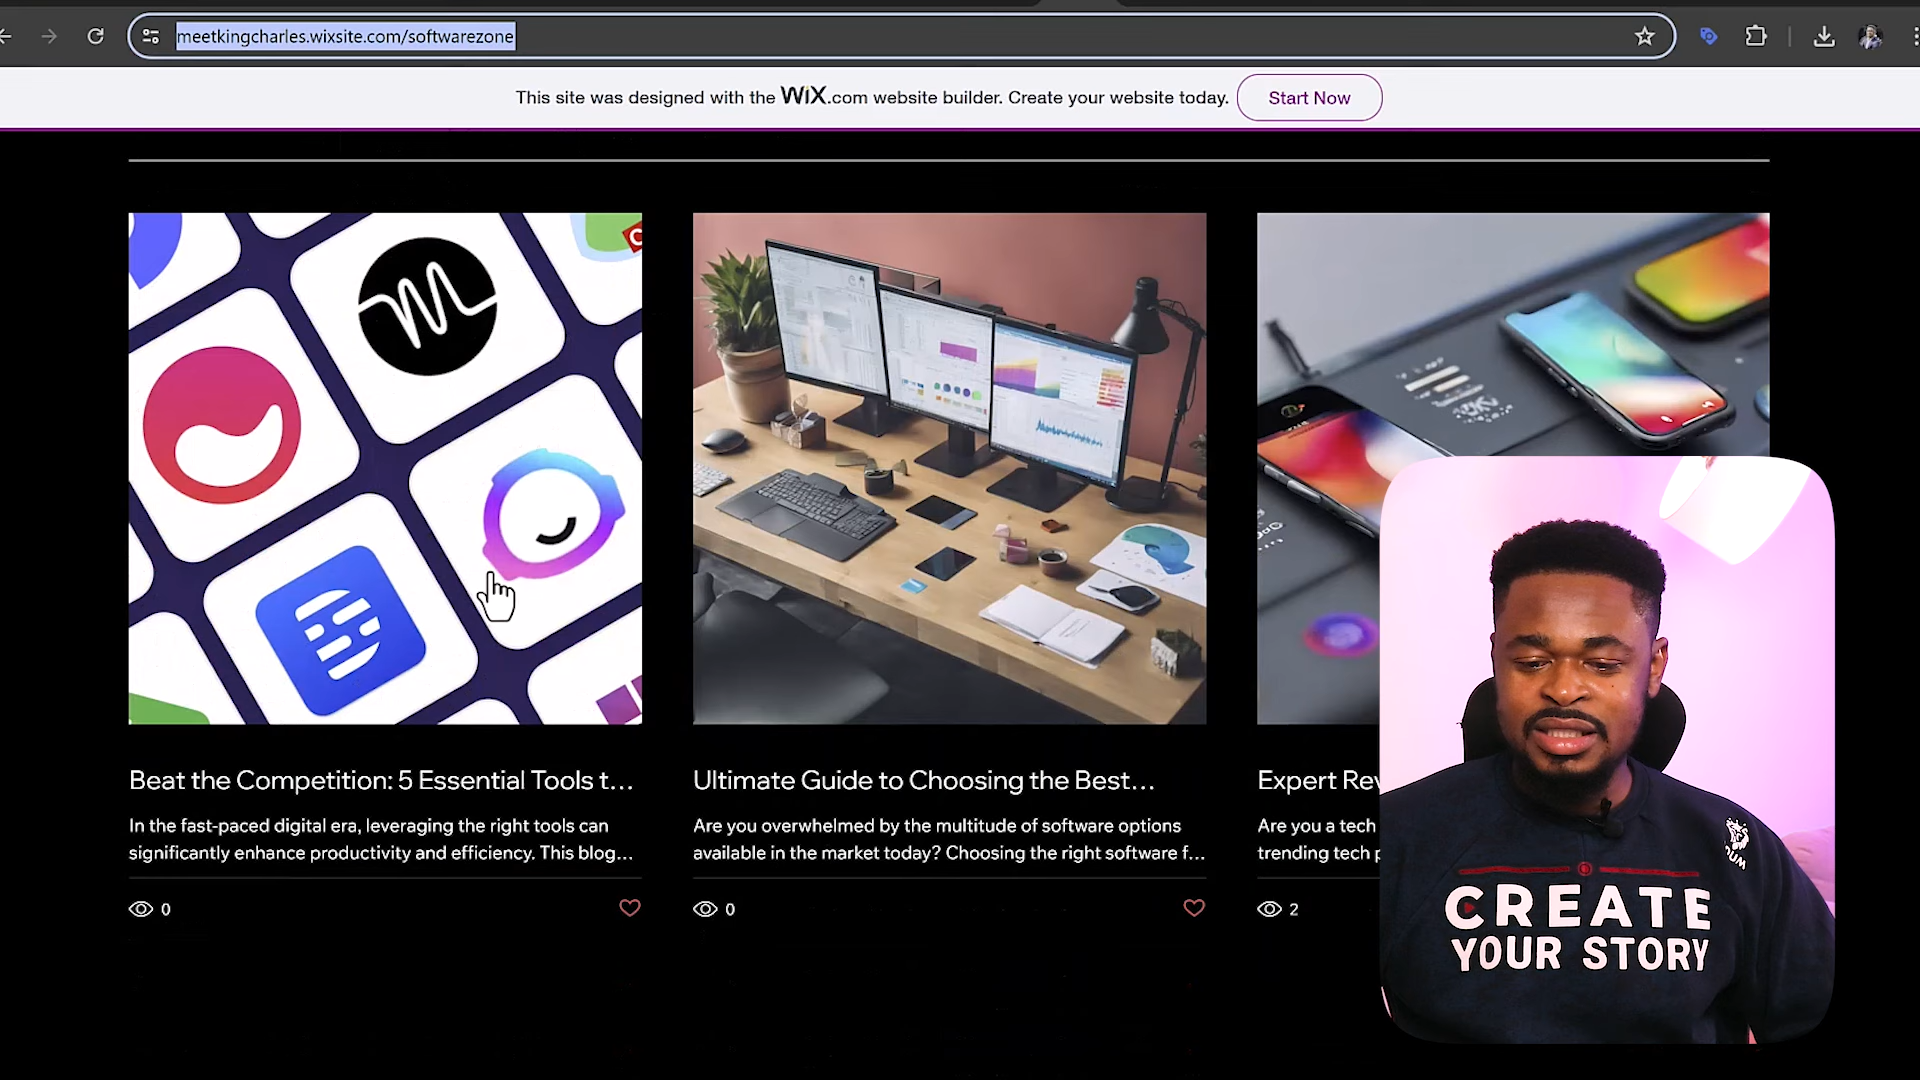 meetkingcharles.wixsite.com/softwarezone
This site was designed with the WiX.com website builder. Create your website today.
Start Now
Beat the Competition: 5 Essential Tools t...
In the fast-paced digital era, leveraging the right tools can
significantly enhance productivity and efficiency. This blog...
0
Ultimate Guide to Choosing the Best...
Are you overwhelmed by the multitude of software options
available in the market today? Choosing the right software f...
0
Expert
Are you a tech
trending tech
2
CREATE
YOUR STORY